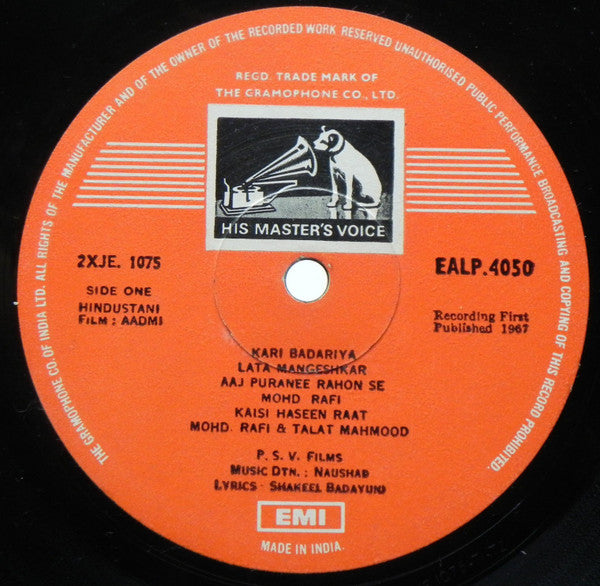 THE GRAMOPHONE CO. OF INDIA LTD. ALL RIGHTS OF THE MANUFACTURER AND OF THE OWNER OF THE RECORDED WORK RESERVED UNAUTHORISED PUBLIC PERFORMANCE BROADCASTING AND COPYING OF THIS RECORD PROHIBITED.
REGD. TRADE MARK OF
THE GRAMOPHONE CO., LTD.
HIS MASTER'S VOICE
2XJE. 1075
EALP.4050
SIDE ONE
HINDUSTANI
FILM ; AADMI
Recording First
Published 1967
KARI BADARIYA
LATA MANGESHKAR
AAJ PURANEE RAHON SE
MOHD. RAFI
KAISI HASEEN RAAT
MOHD. RAFI & TALAT MAHMOOD
P. S. V. FILMS
MUSIC DTN. : NAUSHAD
LYRICS - SHAKEEL BADAYUNI
EMI
MADE IN INDIA.